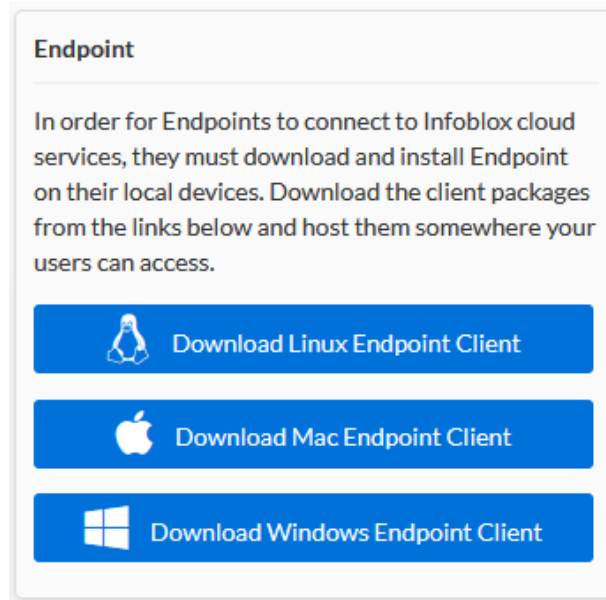 Endpoint
In order for Endpoints to connect to Infoblox cloud
services, they must download and install Endpoint
on their local devices. Download the client packages
from the links below and host them somewhere your
users can access.
Download Linux Endpoint Client
Download Mac Endpoint Client
Download Windows Endpoint Client